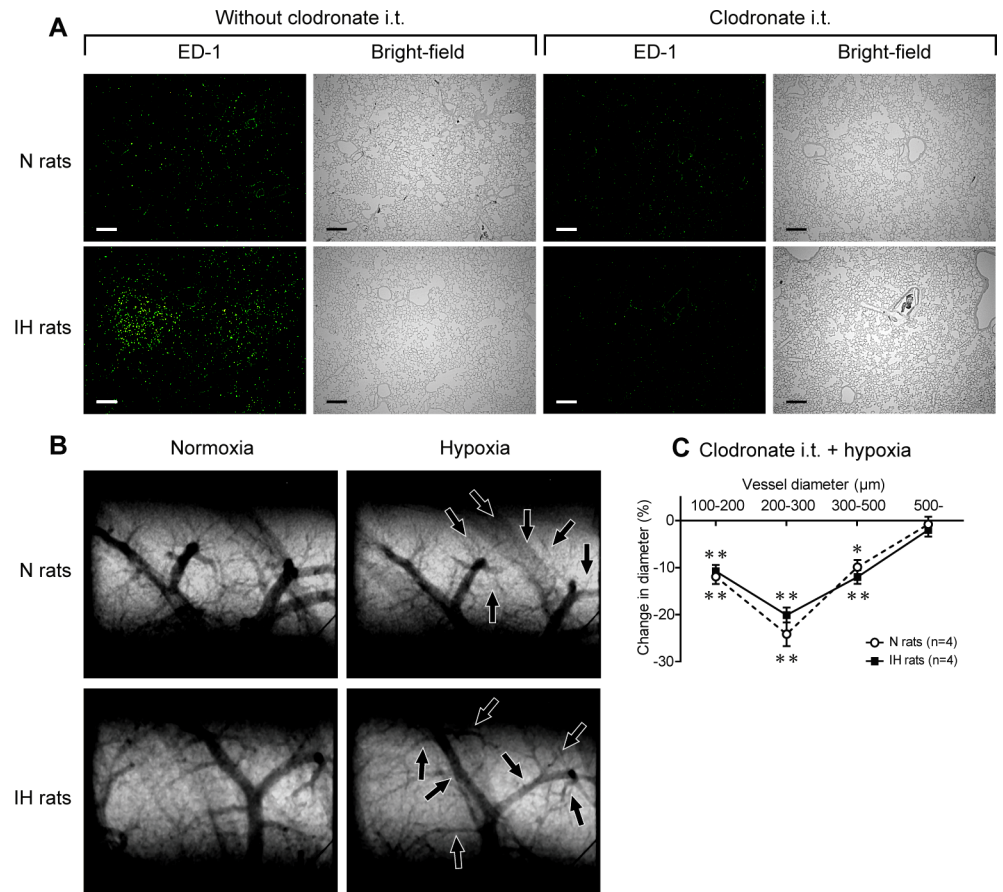 A
Without clodronate i.t.
Clodronate i.t.
ED-1
Bright-field
ED-1
Bright-field
N rats
IH rats
B
Normoxia
Hypoxia
N rats
IH rats
C Clodronate i.t. + hypoxia
Vessel diameter (μm)
100-200 200-300 300-500 500-
Change in diameter (%)
0
-10
-20
-30
** ** *
** ** **
N rats (n=4)
IH rats (n=4)